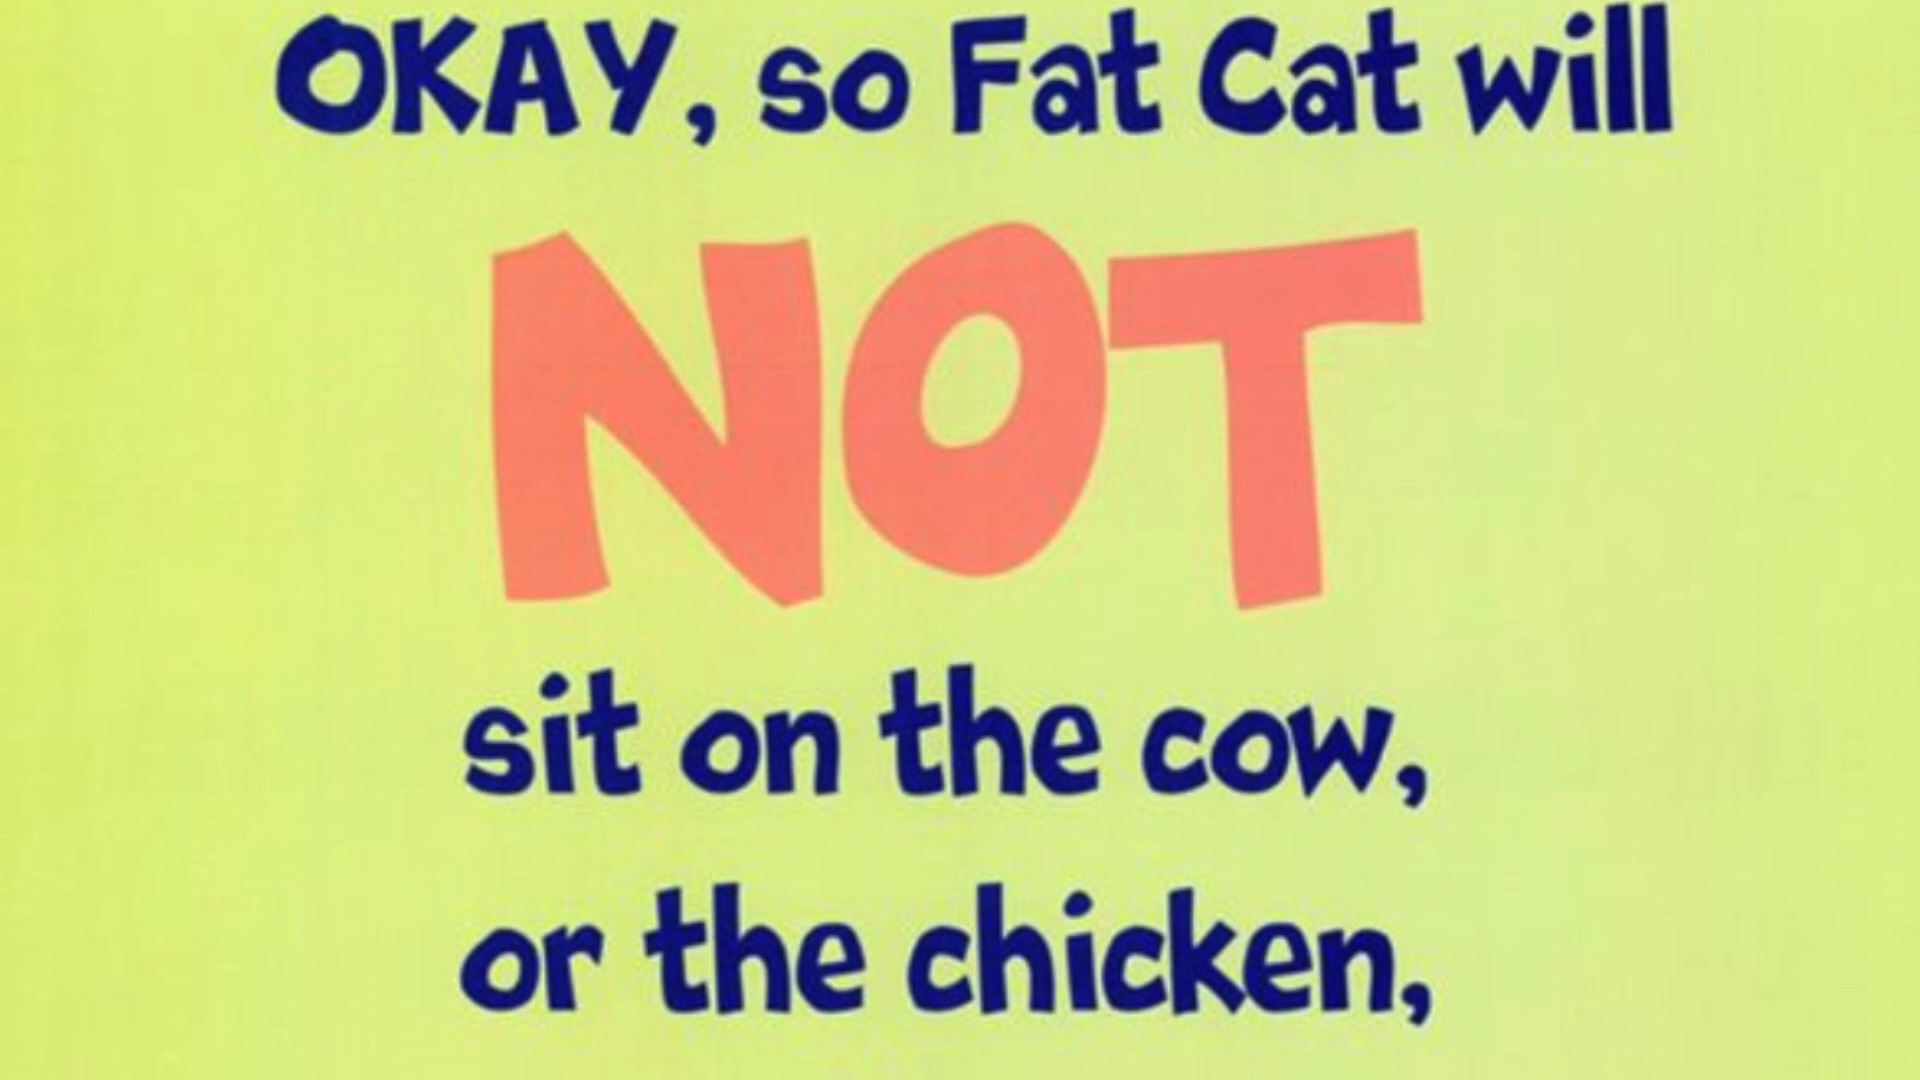 OKAY, so Fat Cat will
NOT
sit on the cow,
or the chicken,